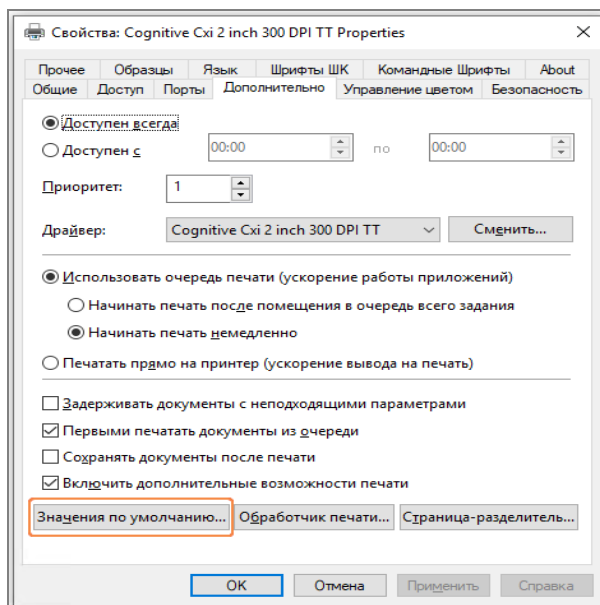 Свойства: Cognitive Cxi 2 inch 300 DPI TT Properties
Прочее Образцы Язык Шрифты ШК Командные Шрифты About
Общие Доступ Порты Дополнительно Управление цветом Безопасность
Доступен всегда
Доступен с 00:00 по 00:00
Приоритет: 1
Драйвер: Cognitive Cxi 2 inch 300 DPI TT Сменить...
Использовать очередь печати (ускорение работы приложений)
Начинать печать после помещения в очередь всего задания
Начинать печать немедленно
Печатать прямо на принтер (ускорение вывода на печать)
Задерживать документы с неподходящими параметрами
Первыми печатать документы из очереди
Сохранять документы после печати
Включить дополнительные возможности печати
Значения по умолчанию... Обработчик печати... Страница-разделитель...
OK Отмена Применить Справка